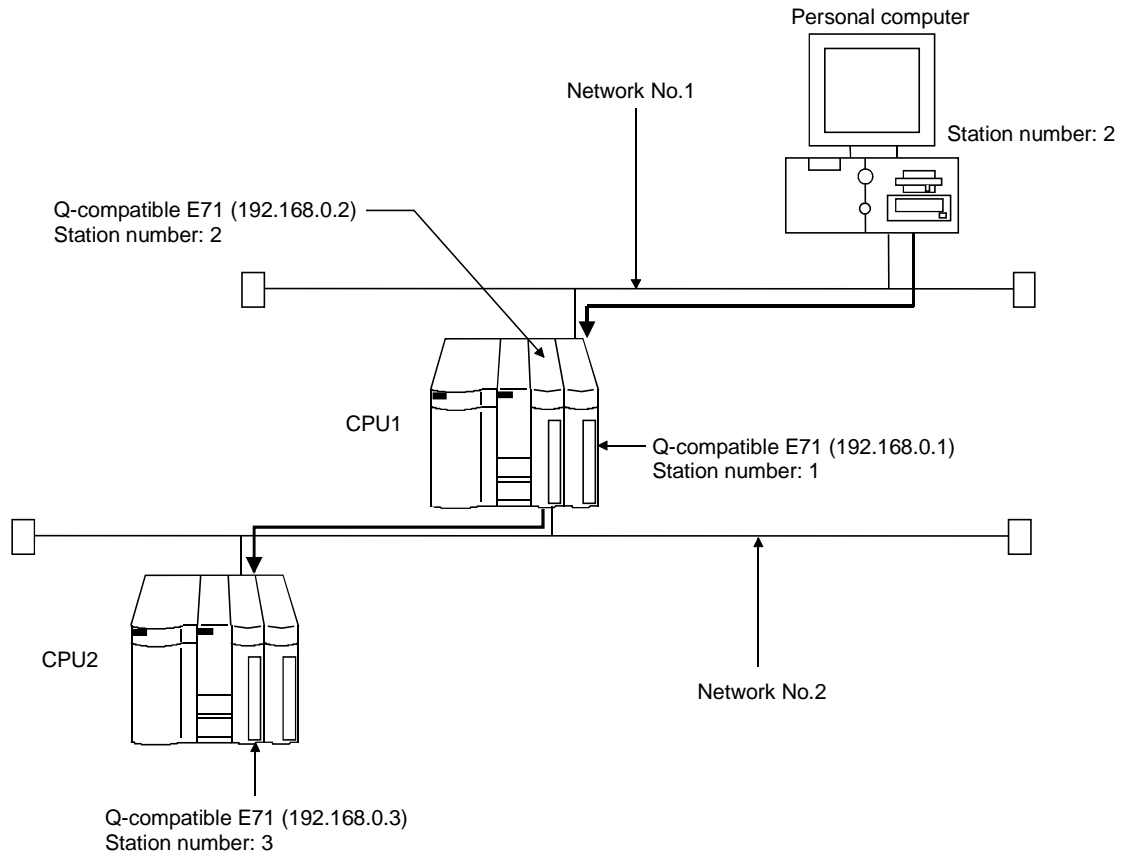 Personal computer
Network No.1
Station number: 2
Q-compatible E71 (192.168.0.2)
Station number: 2
CPU1
Q-compatible E71 (192.168.0.1)
Station number: 1
CPU2
Network No.2
Q-compatible E71 (192.168.0.3)
Station number: 3